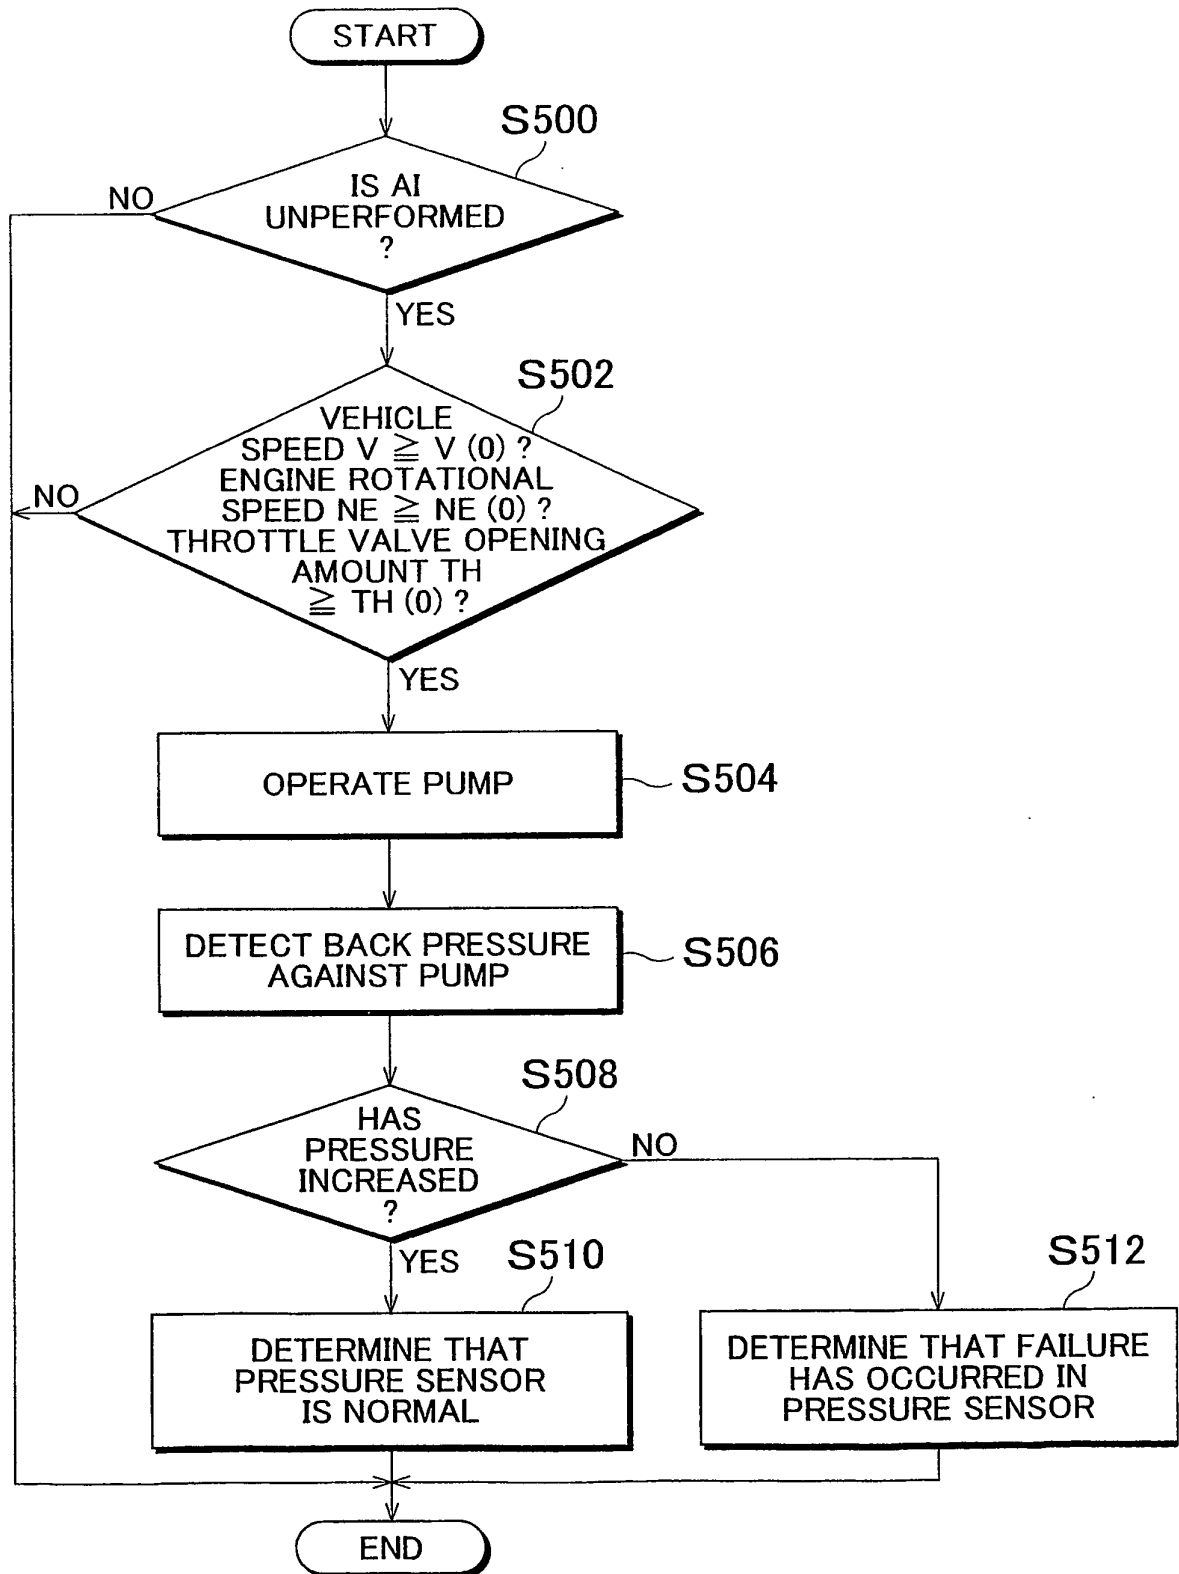 START
S500
NO
IS AI
UNPERFORMED
?
YES
S502
NO
VEHICLE
SPEED V ≧ V (0) ?
ENGINE ROTATIONAL
SPEED NE ≧ NE (0) ?
THROTTLE VALVE OPENING
AMOUNT TH
≧ TH (0) ?
YES
OPERATE PUMP
S504
DETECT BACK PRESSURE
AGAINST PUMP
S506
S508
HAS
PRESSURE
INCREASED
?
NO
YES
S510
S512
DETERMINE THAT
PRESSURE SENSOR
IS NORMAL
DETERMINE THAT FAILURE
HAS OCCURRED IN
PRESSURE SENSOR
END